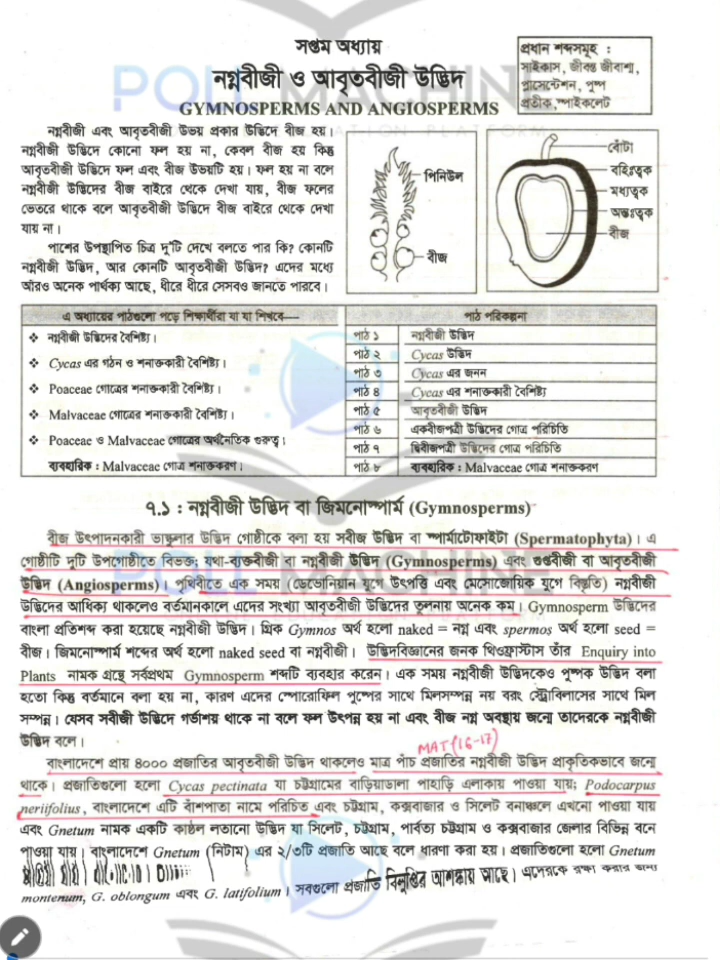 সপ্তম অধ্যায়
নগ্নবীজী ও আবৃতবীজী উদ্ভিদ
GYMNOSPERMS AND ANGIOSPERMS
প্রধান শব্দসমূহ :
সাইকাস, জীবন্ত জীবাশ্ম,
প্লাসেন্টেশন, পুষ্প
প্রতীক,স্পাইকলেট
নগ্নবীজী এবং আবৃতবীজী উভয় প্রকার উদ্ভিদে বীজ হয়।
নগ্নবীজী উদ্ভিদে কোনো ফল হয় না, কেবল বীজ হয় কিন্তু
আবৃতবীজী উদ্ভিদে ফল এবং বীজ উভয়টি হয়। ফল হয় না বলে
নগ্নবীজী উদ্ভিদের বীজ বাইরে থেকে দেখা যায়, বীজ ফলের
ভেতরে থাকে বলে আবৃতবীজী উদ্ভিদে বীজ বাইরে থেকে দেখা
যায় না।
পাশের উপস্থাপিত চিত্র দু'টি দেখে বলতে পার কি? কোনটি
নগ্নবীজী উদ্ভিদ, আর কোনটি আবৃতবীজী উদ্ভিদ? এদের মধ্যে
আরও অনেক পার্থক্য আছে, ধীরে ধীরে সেসবও জানতে পারবে।
পিনিউল
বীজ
বোঁটা
বহিঃত্বক
মধ্যত্বক
অন্তঃত্বক
বীজ
এ অধ্যায়ের পাঠগুলো পড়ে শিক্ষার্থীরা যা যা শিখবে—
❖ নগ্নবীজী উদ্ভিদের বৈশিষ্ট্য।
❖ Cycas এর গঠন ও শনাক্তকারী বৈশিষ্ট্য।
❖ Poaceae গোত্রের শনাক্তকারী বৈশিষ্ট্য।
❖ Malvaceae গোত্রের শনাক্তকারী বৈশিষ্ট্য।
❖ Poaceae ও Malvaceae গোত্রের অর্থনৈতিক গুরুত্ব।
ব্যবহারিক : Malvaceae গোত্র শনাক্তকরণ।
পাঠ পরিকল্পনা
পাঠ ১ নগ্নবীজী উদ্ভিদ
পাঠ ২ Cycas উদ্ভিদ
পাঠ ৩ Cycas এর জনন
পাঠ ৪ Cycas এর শনাক্তকারী বৈশিষ্ট্য
পাঠ ৫ আবৃতবীজী উদ্ভিদ
পাঠ ৬ একবীজপত্রী উদ্ভিদের গোত্র পরিচিতি
পাঠ ৭ দ্বিবীজপত্রী উদ্ভিদের গোত্র পরিচিতি
পাঠ ৮ ব্যবহারিক : Malvaceae গোত্র শনাক্তকরণ
৭.১ : নগ্নবীজী উদ্ভিদ বা জিমনোস্পার্ম (Gymnosperms)
বীজ উৎপাদনকারী ভাস্কুলার উদ্ভিদ গোষ্ঠীকে বলা হয় সবীজ উদ্ভিদ বা স্পার্মাটোফাইটা (Spermatophyta)। এ
গোষ্ঠীটি দুটি উপগোষ্ঠীতে বিভক্ত; যথা-ব্যক্তবীজী বা নগ্নবীজী উদ্ভিদ (Gymnosperms) এবং গুপ্তবীজী বা আবৃতবীজী
উদ্ভিদ (Angiosperms)। পৃথিবীতে এক সময় (ডেভোনিয়ান যুগে উৎপত্তি এবং মেসোজোয়িক যুগে বিস্তৃতি) নগ্নবীজী
উদ্ভিদের আধিক্য থাকলেও বর্তমানকালে এদের সংখ্যা আবৃতবীজী উদ্ভিদের তুলনায় অনেক কম। Gymnosperm উদ্ভিদের
বাংলা প্রতিশব্দ করা হয়েছে নগ্নবীজী উদ্ভিদ। গ্রিক Gymnos অর্থ হলো naked = নগ্ন এবং spermos অর্থ হলো seed =
বীজ। জিমনোস্পার্ম শব্দের অর্থ হলো naked seed বা নগ্নবীজী। উদ্ভিদবিজ্ঞানের জনক থিওফ্রাস্টাস তাঁর Enquiry into
Plants নামক গ্রন্থে সর্বপ্রথম Gymnosperm শব্দটি ব্যবহার করেন। এক সময় নগ্নবীজী উদ্ভিদকেও পুষ্পক উদ্ভিদ বলা
হতো কিন্তু বর্তমানে বলা হয় না, কারণ এদের স্পোরোফিল পুষ্পের সাথে মিলসম্পন্ন নয় বরং স্ট্রোবিলাসের সাথে মিল
সম্পন্ন। যেসব সবীজী উদ্ভিদে গর্ভাশয় থাকে না বলে ফল উৎপন্ন হয় না এবং বীজ নগ্ন অবস্থায় জন্মে তাদেরকে নগ্নবীজী
উদ্ভিদ বলে।
MAT(16-17)
বাংলাদেশে প্রায় ৪০০০ প্রজাতির আবৃতবীজী উদ্ভিদ থাকলেও মাত্র পাঁচ প্রজাতির নগ্নবীজী উদ্ভিদ প্রাকৃতিকভাবে জন্মে
থাকে। প্রজাতিগুলো হলো Cycas pectinata যা চট্টগ্রামের বাড়িয়াঢালা পাহাড়ি এলাকায় পাওয়া যায়; Podocarpus
neriifolius, বাংলাদেশে এটি বাঁশপাতা নামে পরিচিত এবং চট্টগ্রাম, কক্সবাজার ও সিলেট বনাঞ্চলে এখনো পাওয়া যায়
এবং Gnetum নামক একটি কাষ্ঠল লতানো উদ্ভিদ যা সিলেট, চট্টগ্রাম, পার্বত্য চট্টগ্রাম ও কক্সবাজার জেলার বিভিন্ন বনে
পাওয়া যায়। বাংলাদেশে Gnetum (নিটাম) এর ২/৩টি প্রজাতি আছে বলে ধারণা করা হয়। প্রজাতিগুলো হলো Gnetum
montenum, G. oblongum এবং G. latifolium। সবগুলো প্রজাতি বিলুপ্তির আশঙ্কায় আছে। এদেরকে রক্ষা করার জন্য